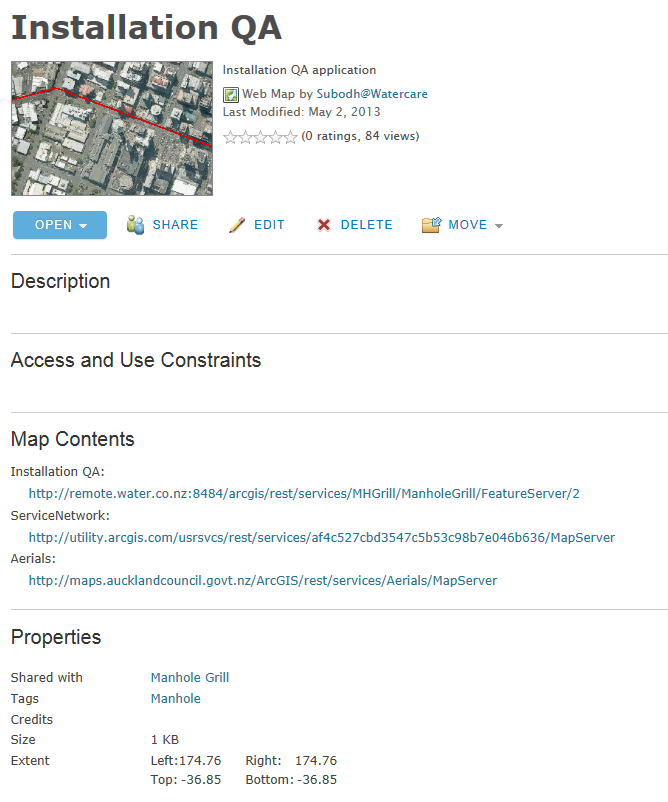 Installation QA
Installation QA application
Web Map by Subodh@Watercare
Last Modified: May 2, 2013
(0 ratings, 84 views)
OPEN SHARE EDIT DELETE MOVE
Description
Access and Use Constraints
Map Contents
Installation QA:
http://remote.water.co.nz:8484/arcgis/rest/services/MHGrill/ManholeGrill/FeatureServer/2
ServiceNetwork:
http://utility.arcgis.com/usrsvcs/rest/services/af4c527cbd3547c5b53c98b7e046b636/MapServer
Aerials:
http://maps.aucklandcouncil.govt.nz/ArcGIS/rest/services/Aerials/MapServer
Properties
Shared with Manhole Grill
Tags Manhole
Credits
Size 1 KB
Extent Left:174.76 Right: 174.76
Top: -36.85 Bottom: -36.85